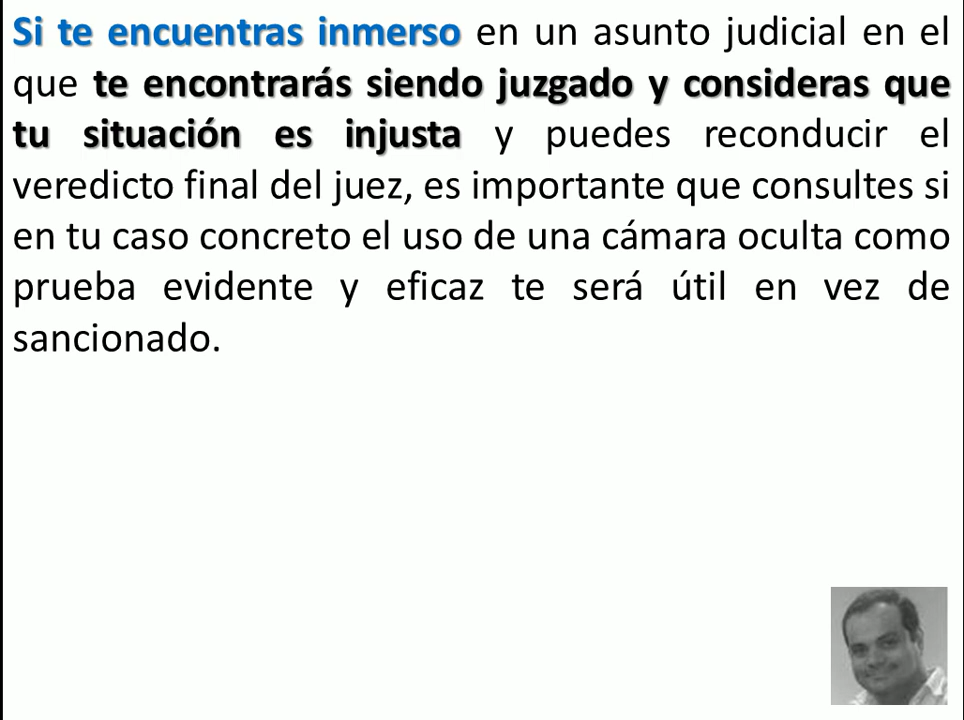 Si te encuentras inmerso en un asunto judicial en el
que te encontrarás siendo juzgado y consideras que
tu situación es injusta y puedes reconducir el
veredicto final del juez, es importante que consultes si
en tu caso concreto el uso de una cámara oculta como
prueba evidente y eficaz te será útil en vez de
sancionado.